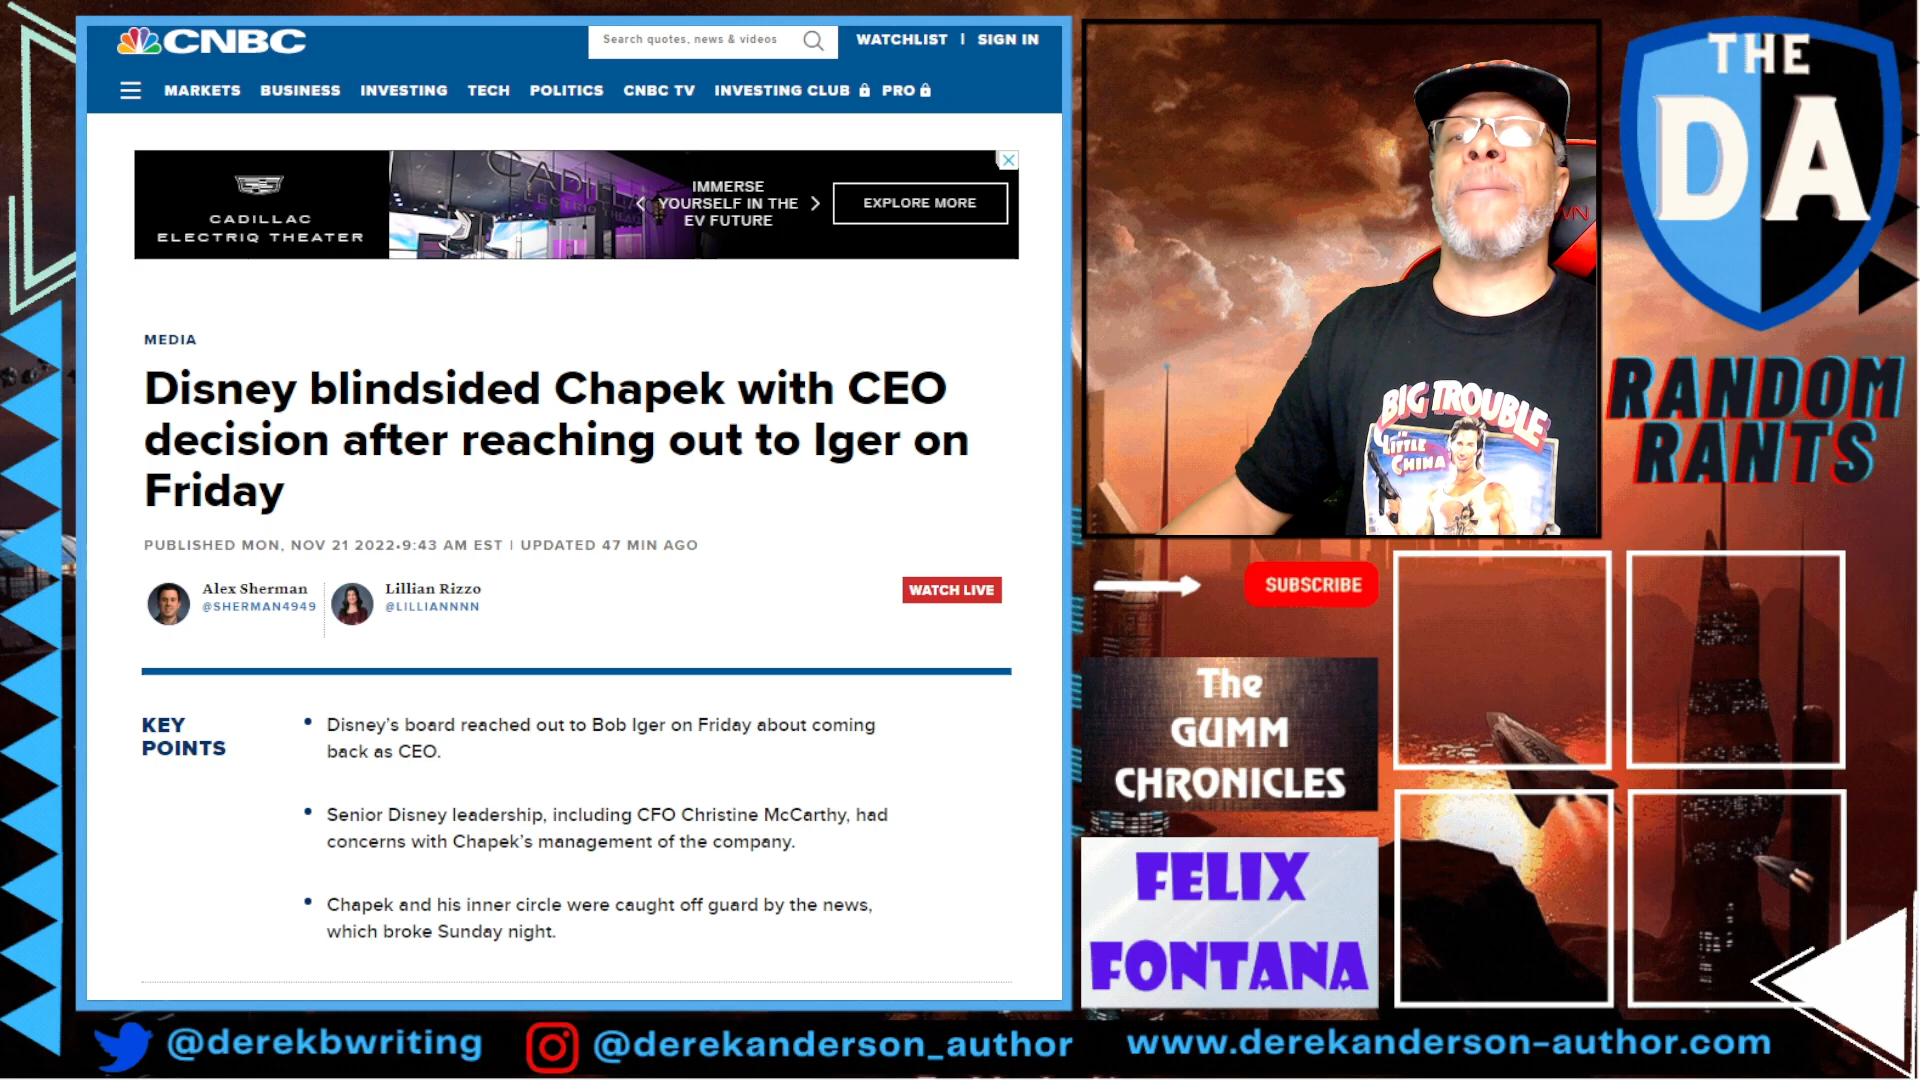 CNBC
Search quotes, news & videos
WATCHLIST | SIGN IN
MARKETS BUSINESS INVESTING TECH POLITICS CNBC TV INVESTING CLUB PRO
CADILLAC
ELECTRIQ THEATER
IMMERSE
YOURSELF IN THE
EV FUTURE
EXPLORE MORE
MEDIA
Disney blindsided Chapek with CEO
decision after reaching out to Iger on
Friday
PUBLISHED MON, NOV 21 2022•9:43 AM EST | UPDATED 47 MIN AGO
Alex Sherman
@SHERMAN4949
Lillian Rizzo
@LILLIANNNN
WATCH LIVE
KEY
POINTS
• Disney’s board reached out to Bob Iger on Friday about coming
back as CEO.
• Senior Disney leadership, including CFO Christine McCarthy, had
concerns with Chapek’s management of the company.
• Chapek and his inner circle were caught off guard by the news,
which broke Sunday night.
BIG TROUBLE
IN
LITTLE
CHINA
THE
DA
RANDOM
RANTS
SUBSCRIBE
The
GUMM
CHRONICLES
FELIX
FONTANA
@derekbwriting
@derekanderson_author
www.derekanderson-author.com